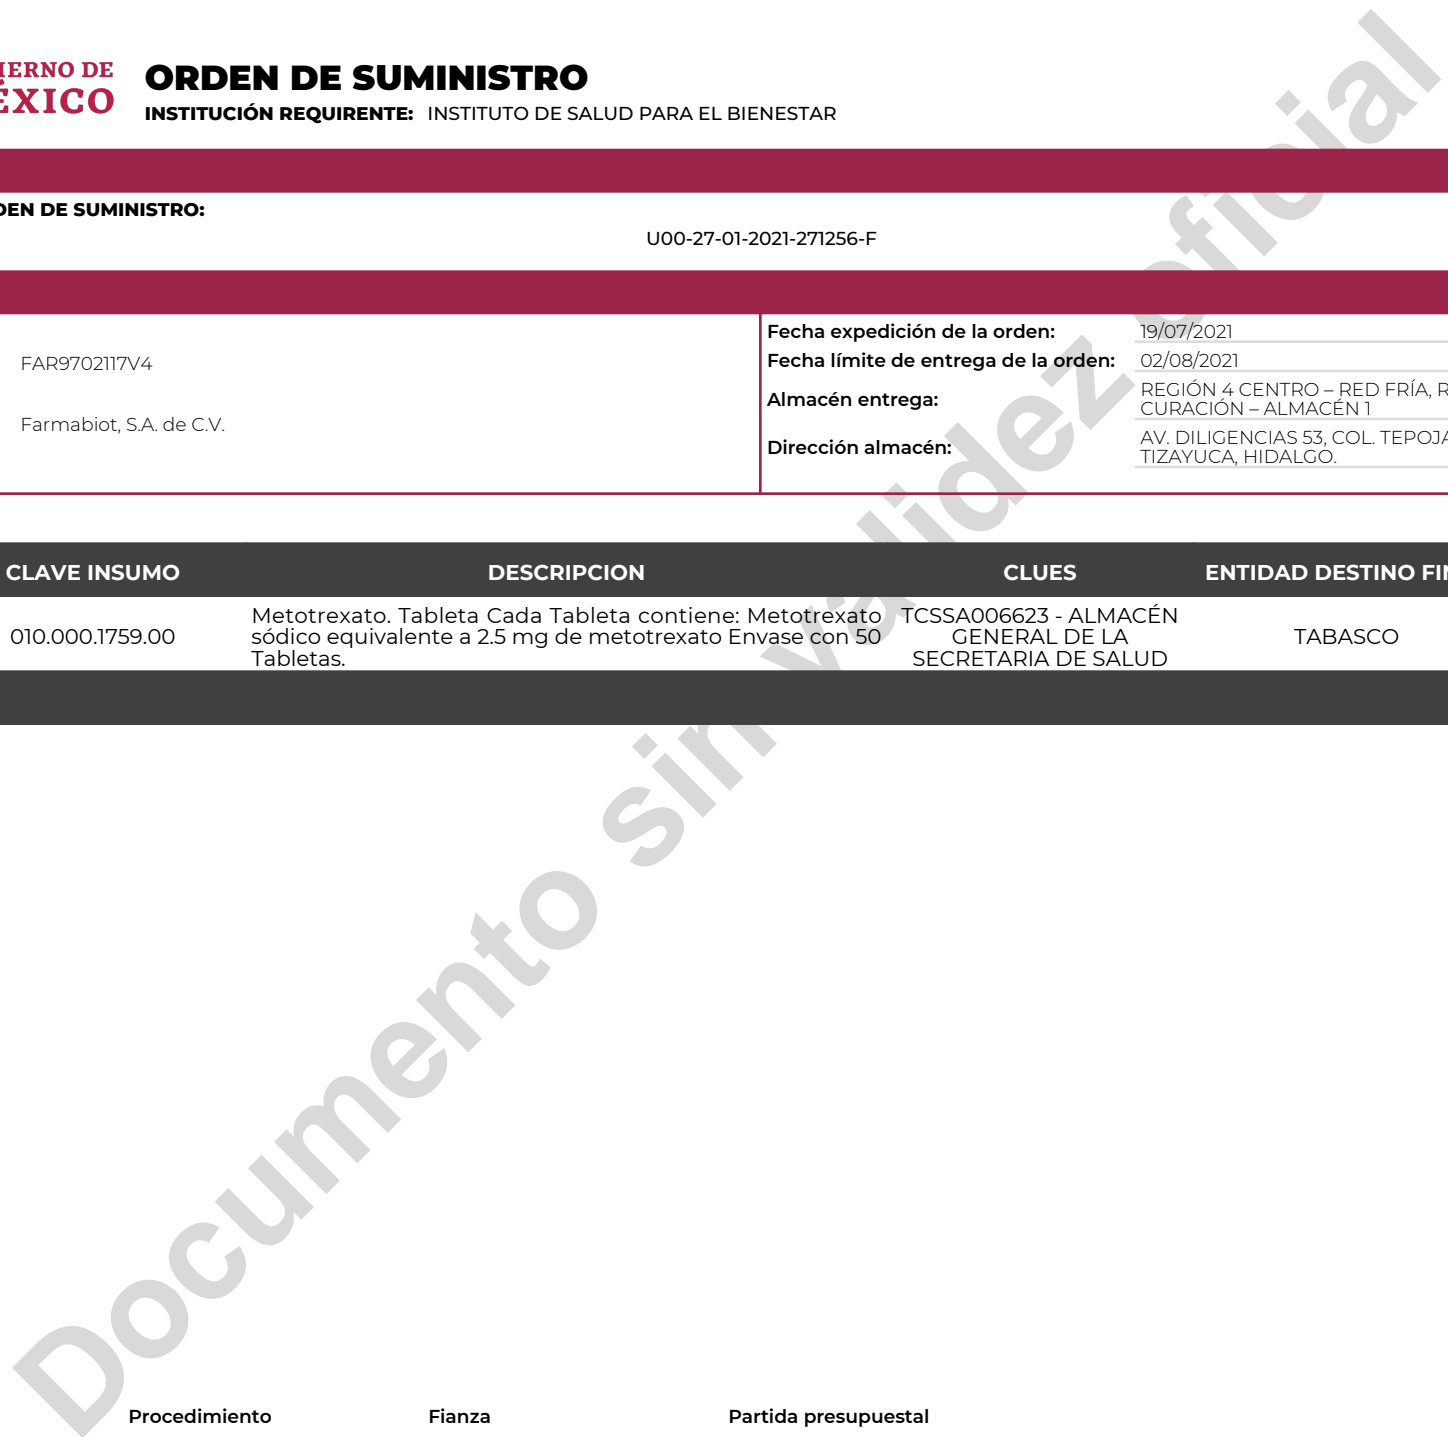 IERNO DE
ÉXICO
ORDEN DE SUMINISTRO
INSTITUCIÓN REQUIRENTE: INSTITUTO DE SALUD PARA EL BIENESTAR
DEN DE SUMINISTRO:
U00-27-01-2021-271256-F
FAR9702117V4
Farmabiot, S.A. de C.V.
Fecha expedición de la orden: 19/07/2021
Fecha límite de entrega de la orden: 02/08/2021
Almacén entrega: REGIÓN 4 CENTRO – RED FRÍA, R
CURACIÓN – ALMACÉN 1
Dirección almacén: AV. DILIGENCIAS 53, COL. TEPOJA
TIZAYUCA, HIDALGO.
CLAVE INSUMO DESCRIPCION CLUES ENTIDAD DESTINO FIN
010.000.1759.00
Metotrexato. Tableta Cada Tableta contiene: Metotrexato
sódico equivalente a 2.5 mg de metotrexato Envase con 50
Tabletas.
TCSSA006623 - ALMACÉN
GENERAL DE LA
SECRETARIA DE SALUD
TABASCO
Documento sin validez oficial
Procedimiento Fianza Partida presupuestal